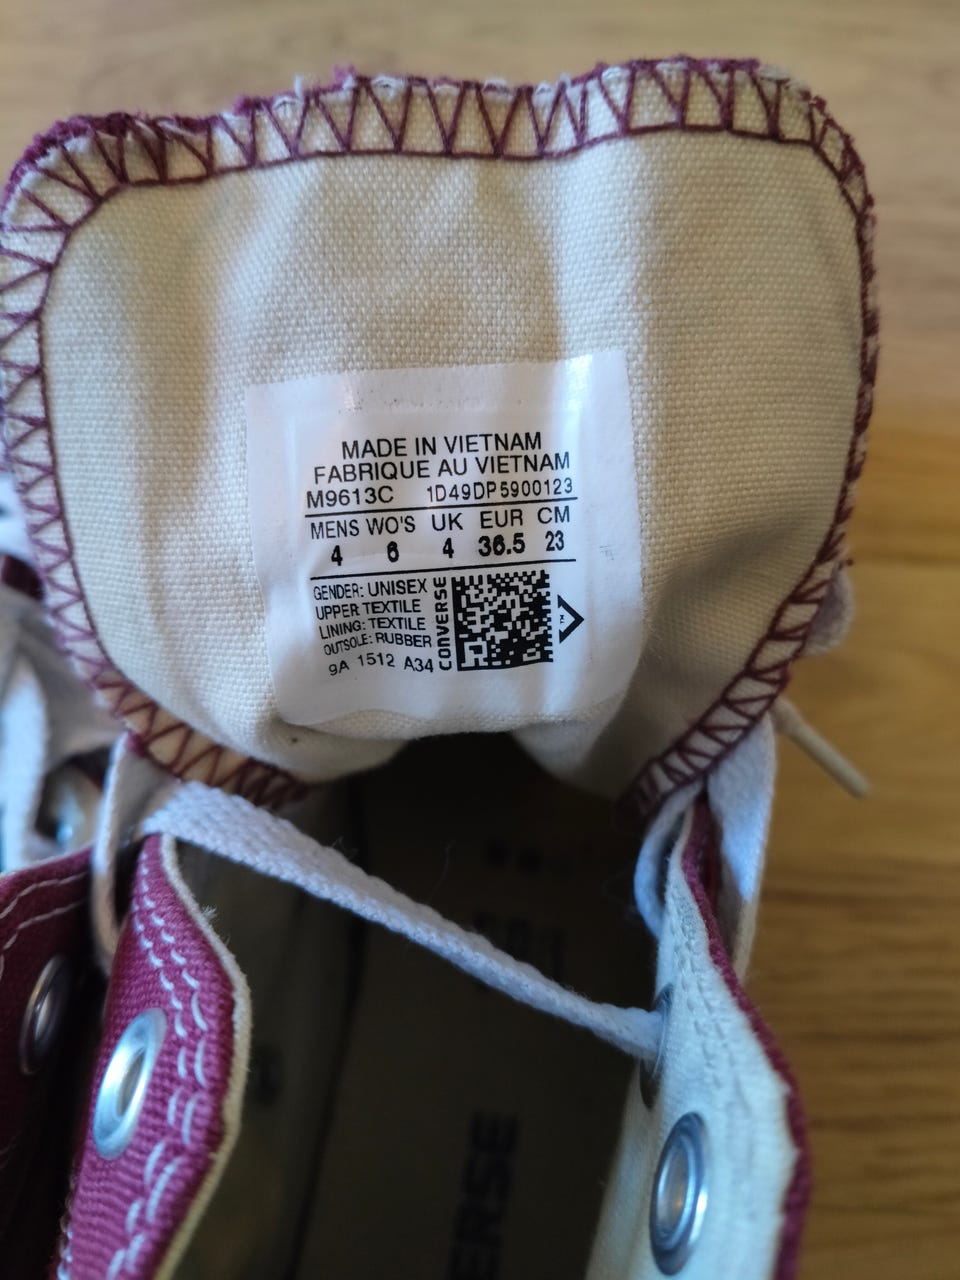 MADE IN VIETNAM
FABRIQUE AU VIETNAM
M9613C 1D49DP5900123
MENS WO'S UK EUR CM
4 6 4 36.5 23
GENDER: UNISEX
UPPER: TEXTILE
LINING: TEXTILE
OUTSOLE: RUBBER
9A 1512 A34
CONVERSE
ERSE